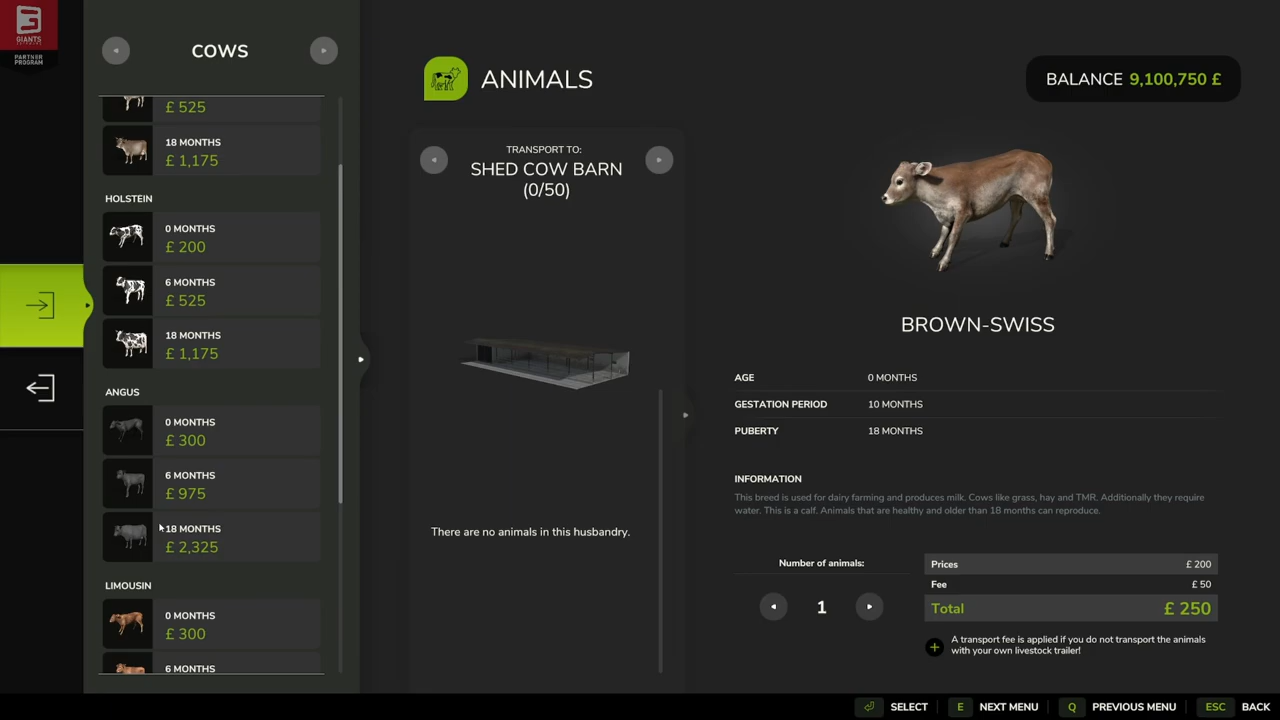 GIANTS
PARTNER
PROGRAM
COWS
£ 525
18 MONTHS
£ 1,175
HOLSTEIN
0 MONTHS
£ 200
6 MONTHS
£ 525
18 MONTHS
£ 1,175
ANGUS
0 MONTHS
£ 300
6 MONTHS
£ 975
18 MONTHS
£ 2,325
LIMOUSIN
0 MONTHS
£ 300
6 MONTHS
ANIMALS
BALANCE 9,100,750 £
TRANSPORT TO:
SHED COW BARN
(0/50)
There are no animals in this husbandry.
BROWN-SWISS
AGE 0 MONTHS
GESTATION PERIOD 10 MONTHS
PUBERTY 18 MONTHS
INFORMATION
This breed is used for dairy farming and produces milk. Cows like grass, hay and TMR. Additionally they require
water. This is a calf. Animals that are healthy and older than 18 months can reproduce.
Number of animals:
1
Prices £ 200
Fee £ 50
Total £ 250
A transport fee is applied if you do not transport the animals
with your own livestock trailer!
SELECT
E NEXT MENU
Q PREVIOUS MENU
ESC BACK